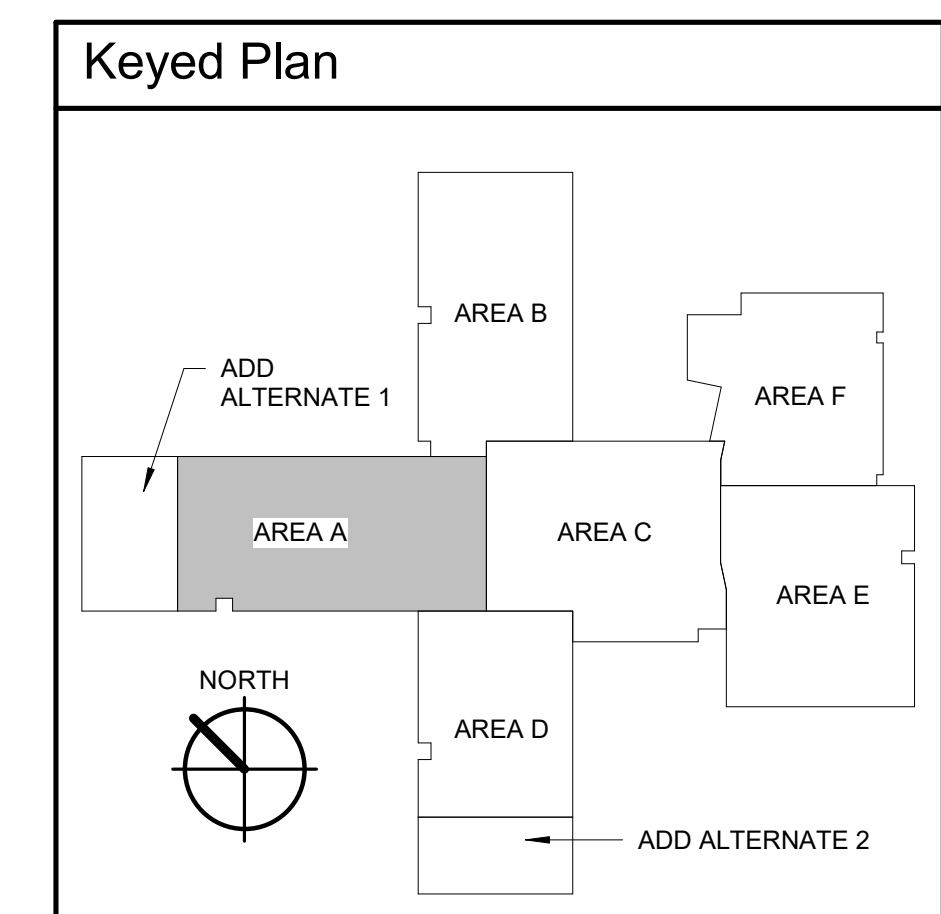 Keyed Plan
AREA B
ADD
ALTERNATE 1
AREA F
AREA A
AREA C
AREA E
NORTH
AREA D
ADD ALTERNATE 2